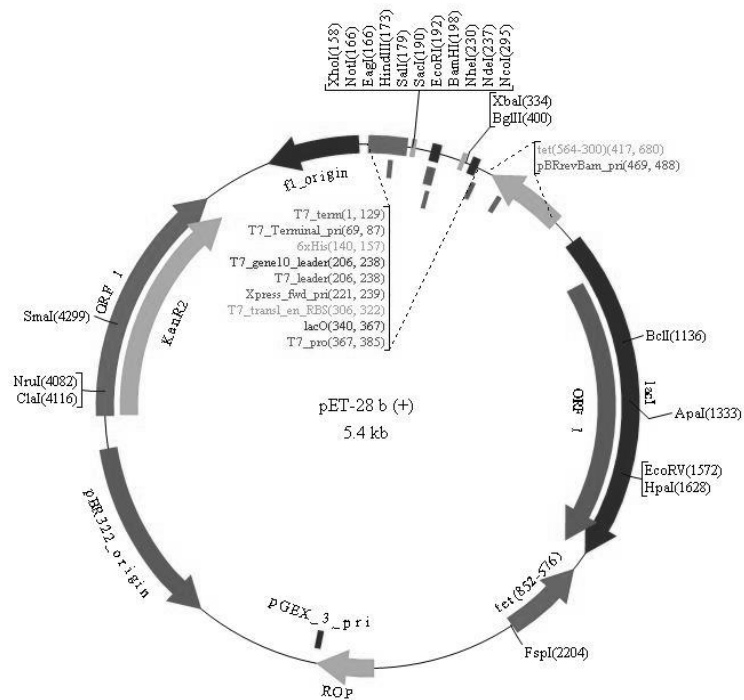 XhoI(158)
NotI(166)
EagI(166)
HindIII(173)
SalI(179)
SacI(190)
EcoRI(192)
BamHI(198)
NheI(230)
NdeI(237)
NcoI(295)
XbaI(334)
BglII(400)
tet(564-300)(417, 680)
pBRrevBam_pri(469, 488)
f1_origin
T7_term(1, 129)
T7_Terminal_pri(69, 87)
6xHis(140, 157)
T7_gene10_leader(206, 238)
T7_leader(206, 238)
Xpress_fwd_pri(221, 239)
T7_transl_en_RBS(306, 322)
lacO(340, 367)
T7_pro(367, 385)
ORF 1
KanR2
SmaI(4299)
NruI(4082)
ClaI(4116)
pET-28 b (+)
5.4 kb
BclI(1136)
lacI
ORF 1
ApaI(1333)
EcoRV(1572)
HpaI(1628)
pBR322_origin
tet(852-576)
FspI(2204)
pGEX_3_pri
ROP